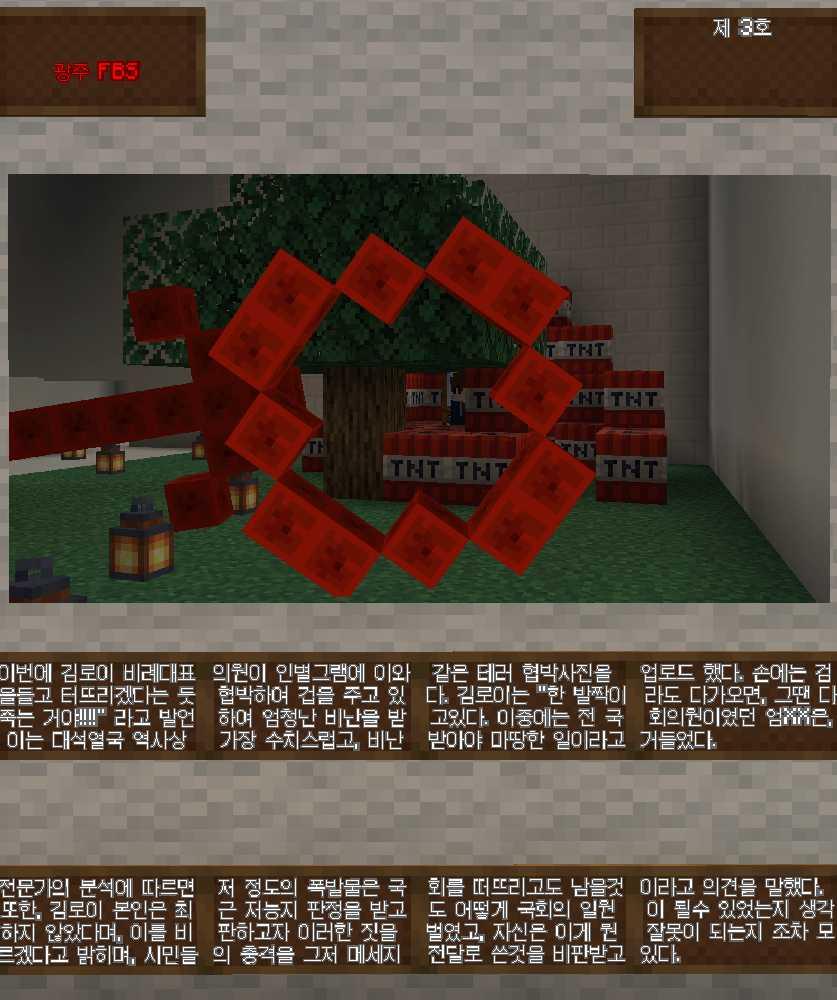 광주 FBS
제 3호
TNT
TNT
TNT
TNT
TNT TNT
TNT
이번에 김로이 비례대표 의원이 인별그램에 이와 같은 테러 협박사진을 업로드 했다. 손에는 검
을들고 터뜨리겠다는 듯 협박하여 겁을 주고 있다. 김로이는 "한 발짝이라도 다가오면, 그땐 다
죽는 거야!!!!" 라고 발언하여 엄청난 비난을 받고있다. 이중에는 전 국회의원이였던 엄XX은,
이는 대석열국 역사상 가장 수치스럽고, 비난받아야 마땅한 일이라고 거들었다.
전문가의 분석에 따르면 저 정도의 폭발물은 국회를 떠뜨리고도 남을것이라고 의견을 말했다.
또한, 김로이 본인은 최근 저능지 판정을 받고도 어떻게 국회의 일원이 될수 있었는지 생각
하지 않았다며, 이를 비판하고자 이러한 짓을 벌였고, 자신은 이게 뭔 잘못이 되는지 조차 모
르겠다고 밝히며, 시민들의 충격을 그저 메세지 전달로 쓴것을 비판받고 있다.